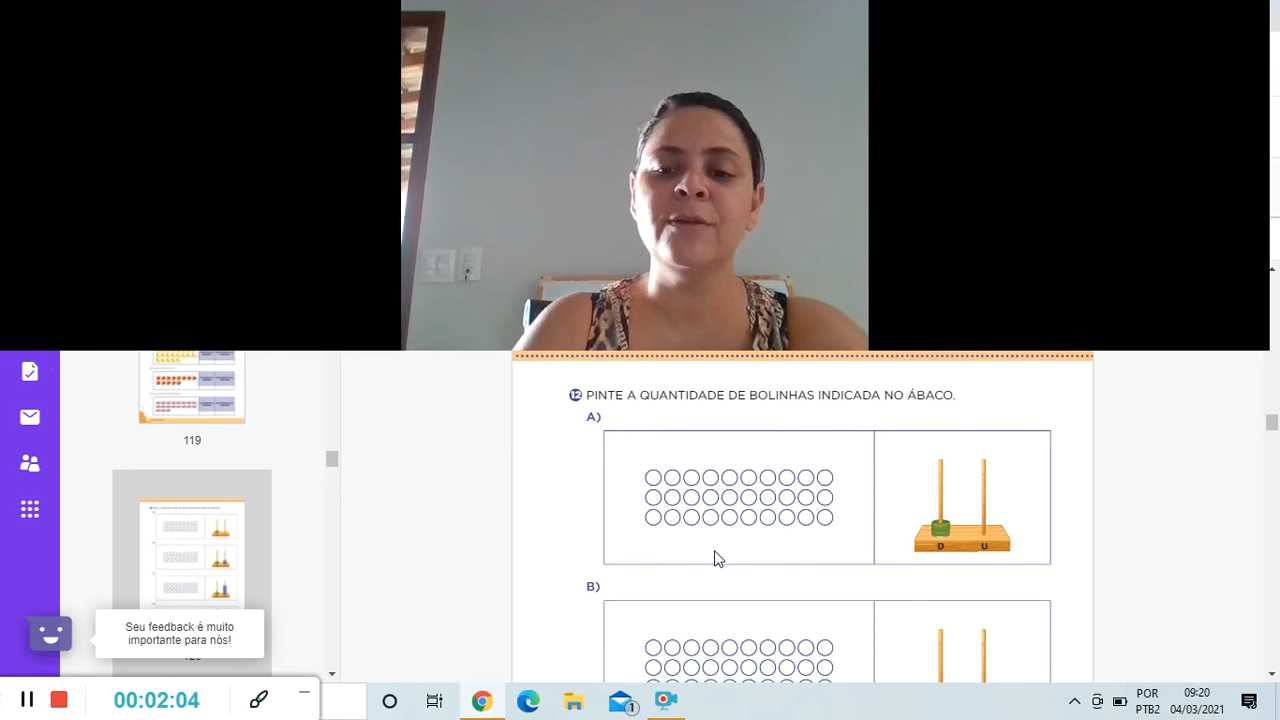 12 PINTE A QUANTIDADE DE BOLINHAS INDICADA NO ÁBACO.
A)
D U
B)
119
Seu feedback é muito
importante para nós!
00:02:04
1
POR
PTB2
09:20
04/03/2021